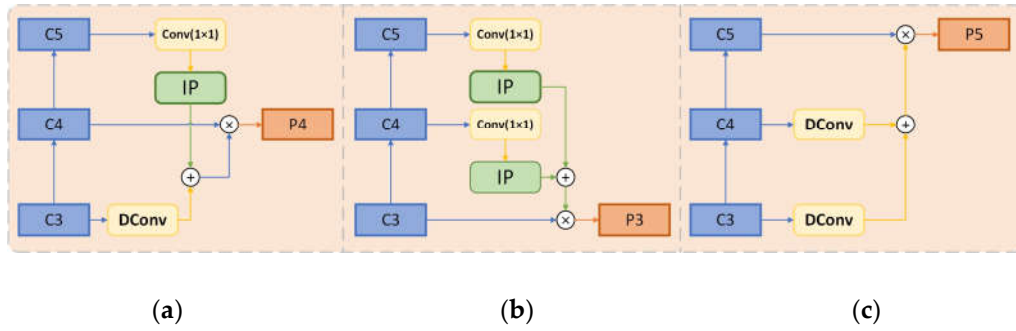 C5
Conv(1×1)
IP
C4
×
P4
+
C3
DConv
C5
Conv(1×1)
IP
C4
Conv(1×1)
IP
+
C3
×
P3
C5
×
P5
C4
DConv
+
C3
DConv
(a)
(b)
(c)